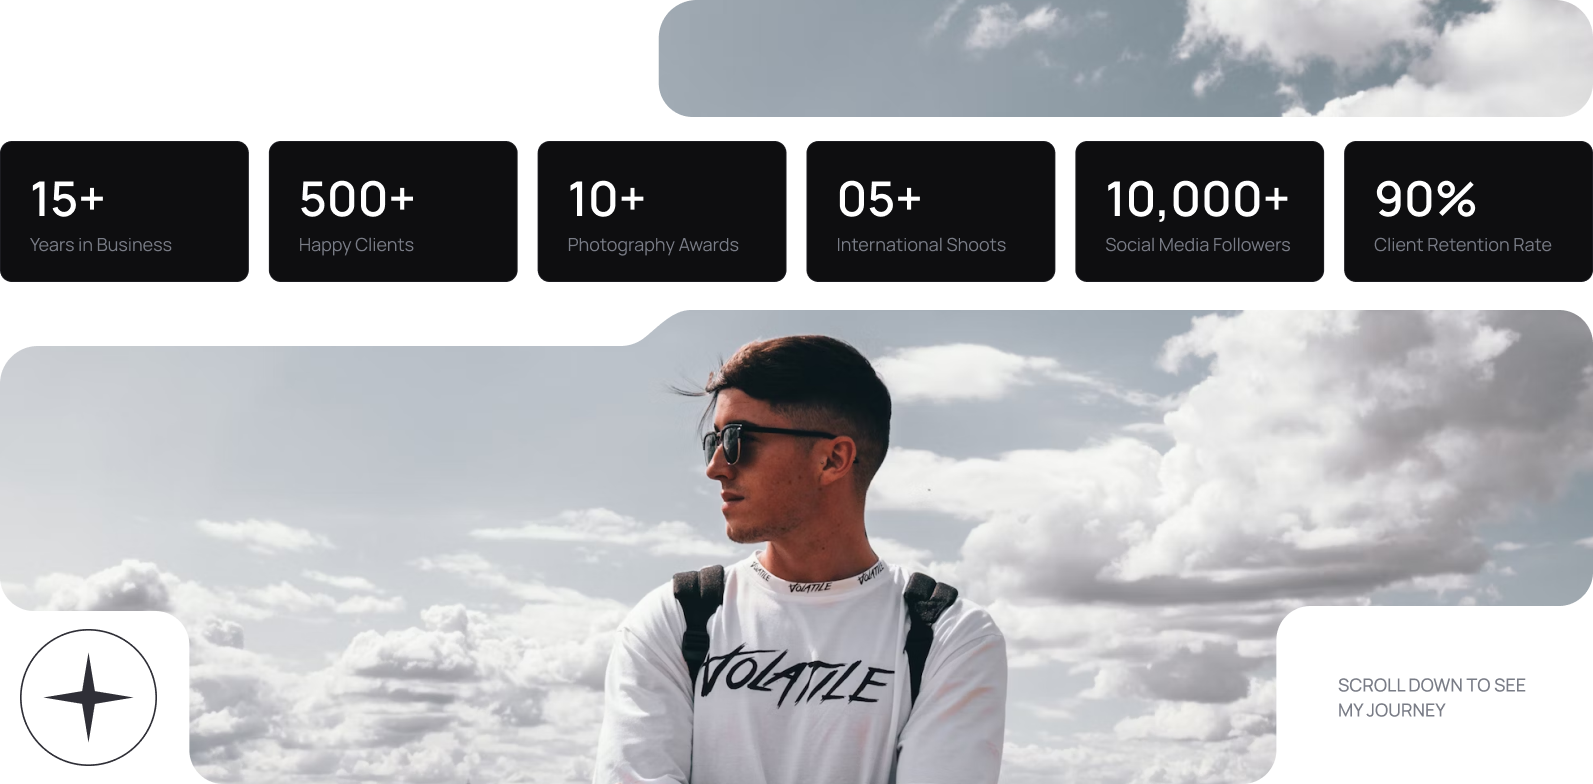 15+
Years in Business
500+
Happy Clients
10+
Photography Awards
05+
International Shoots
10,000+
Social Media Followers
90%
Client Retention Rate
VOLATILE
VOLATILE
VOLATILE
VOLATILE
SCROLL DOWN TO SEE
MY JOURNEY